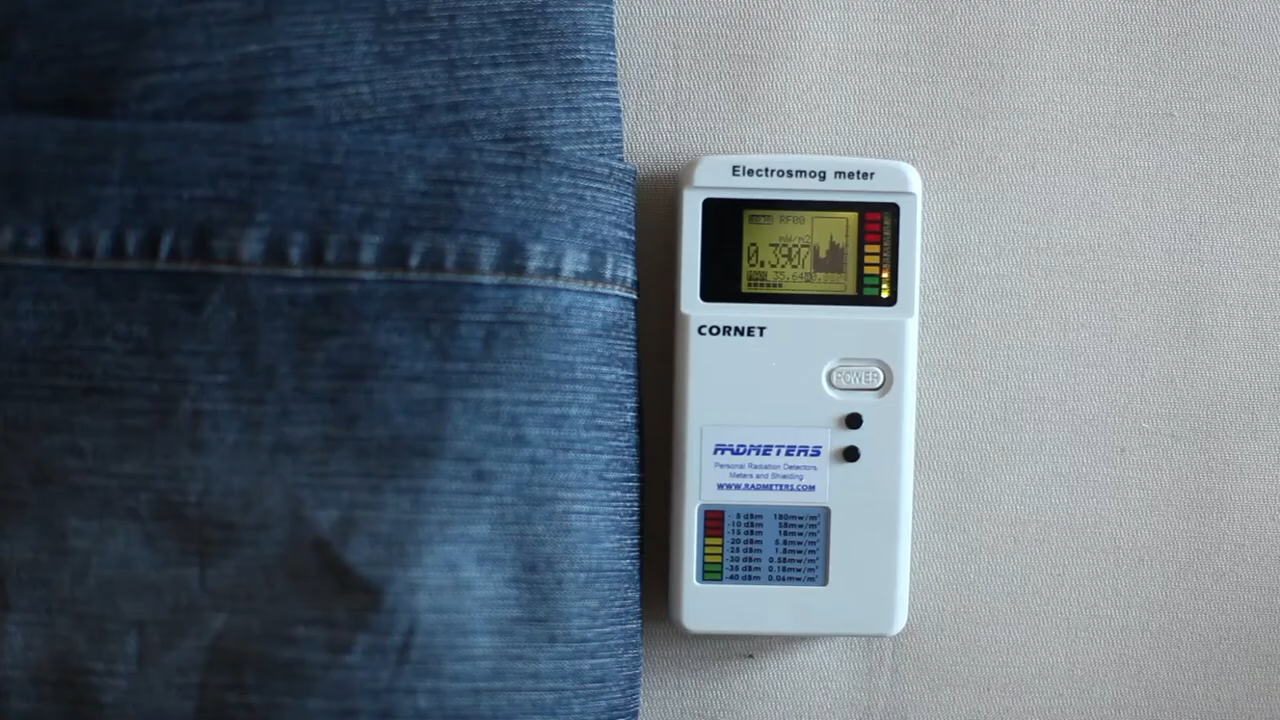 Electrosmog meter
RF00
mW/m2
0.3907
CORNET
POWER
RADMETERS
Personal Radiation Detectors,
Meters and Shielding
WWW.RADMETERS.COM
- 5 dBm 180mw/m²
-10 dBm 58mw/m²
-15 dBm 18mw/m²
-20 dBm 5.8mw/m²
-25 dBm 1.8mw/m²
-30 dBm 0.58mw/m²
-35 dBm 0.18mw/m²
-40 dBm 0.06mw/m²